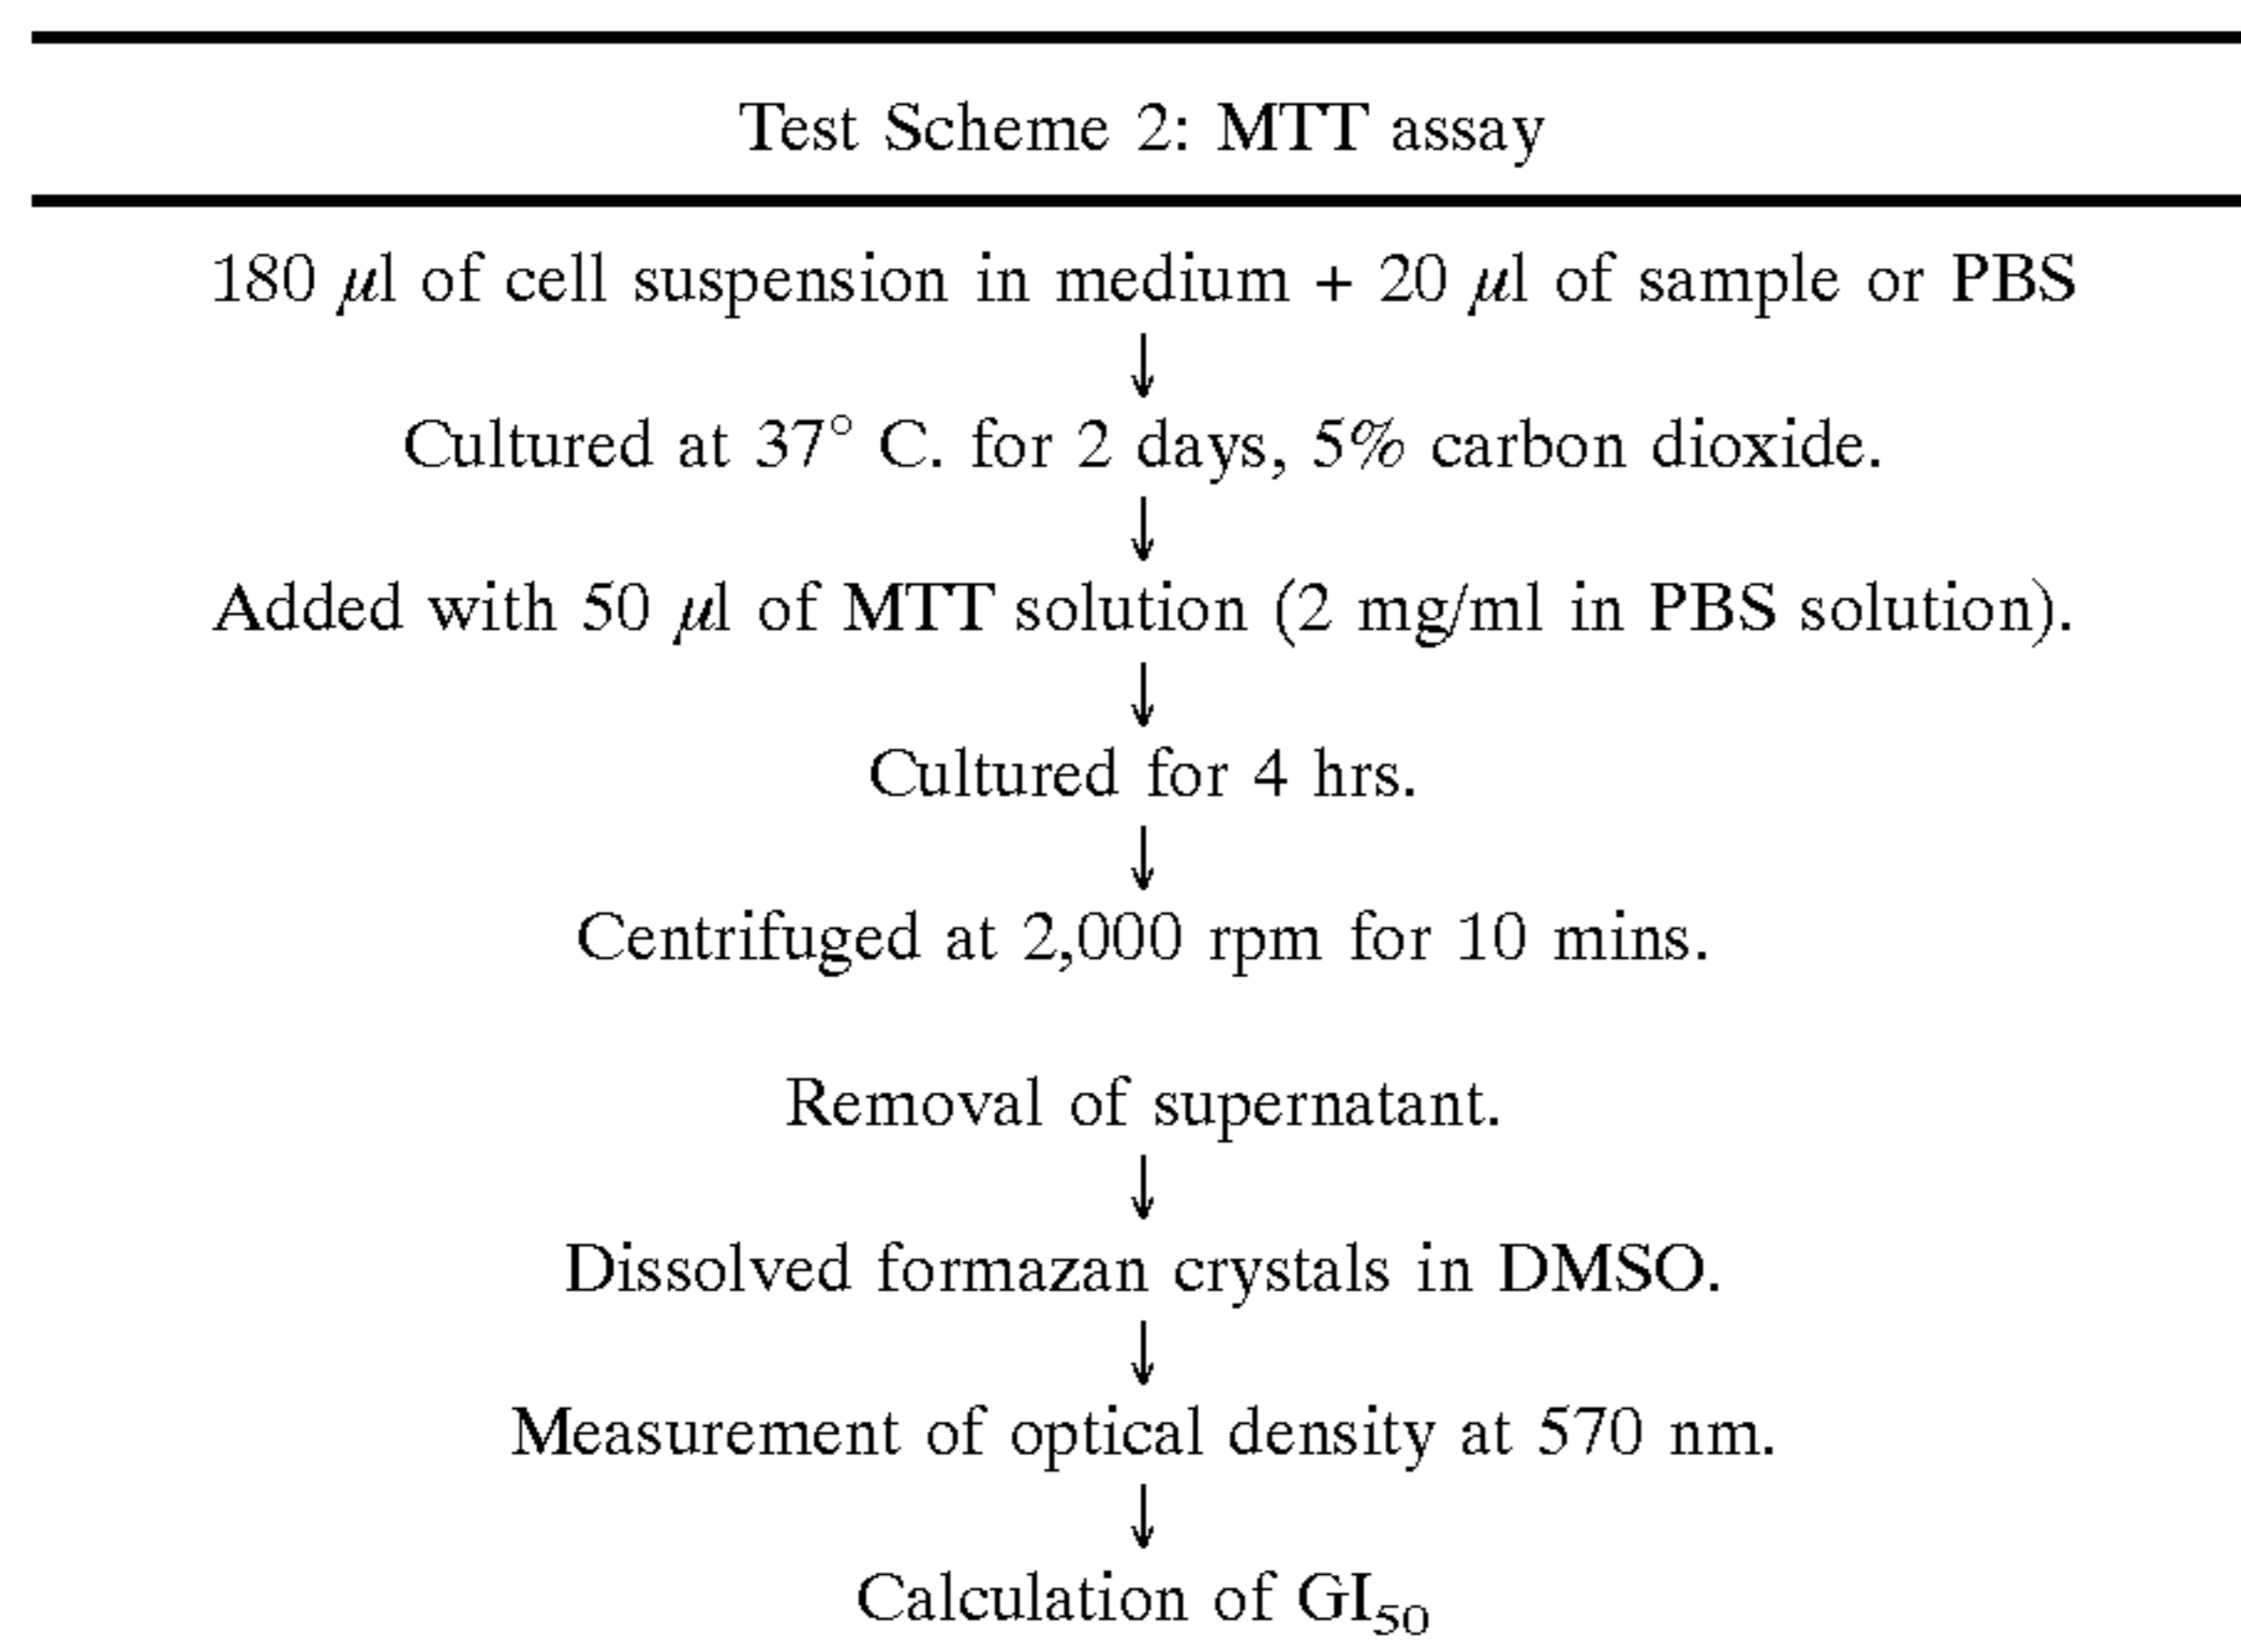 Test Scheme 2: MTT assay
180 μl of cell suspension in medium + 20 μl of sample or PBS
↓
Cultured at 37° C. for 2 days, 5% carbon dioxide.
↓
Added with 50 μl of MTT solution (2 mg/ml in PBS solution).
↓
Cultured for 4 hrs.
↓
Centrifuged at 2,000 rpm for 10 mins.
Removal of supernatant.
↓
Dissolved formazan crystals in DMSO.
↓
Measurement of optical density at 570 nm.
↓
Calculation of GI₅₀